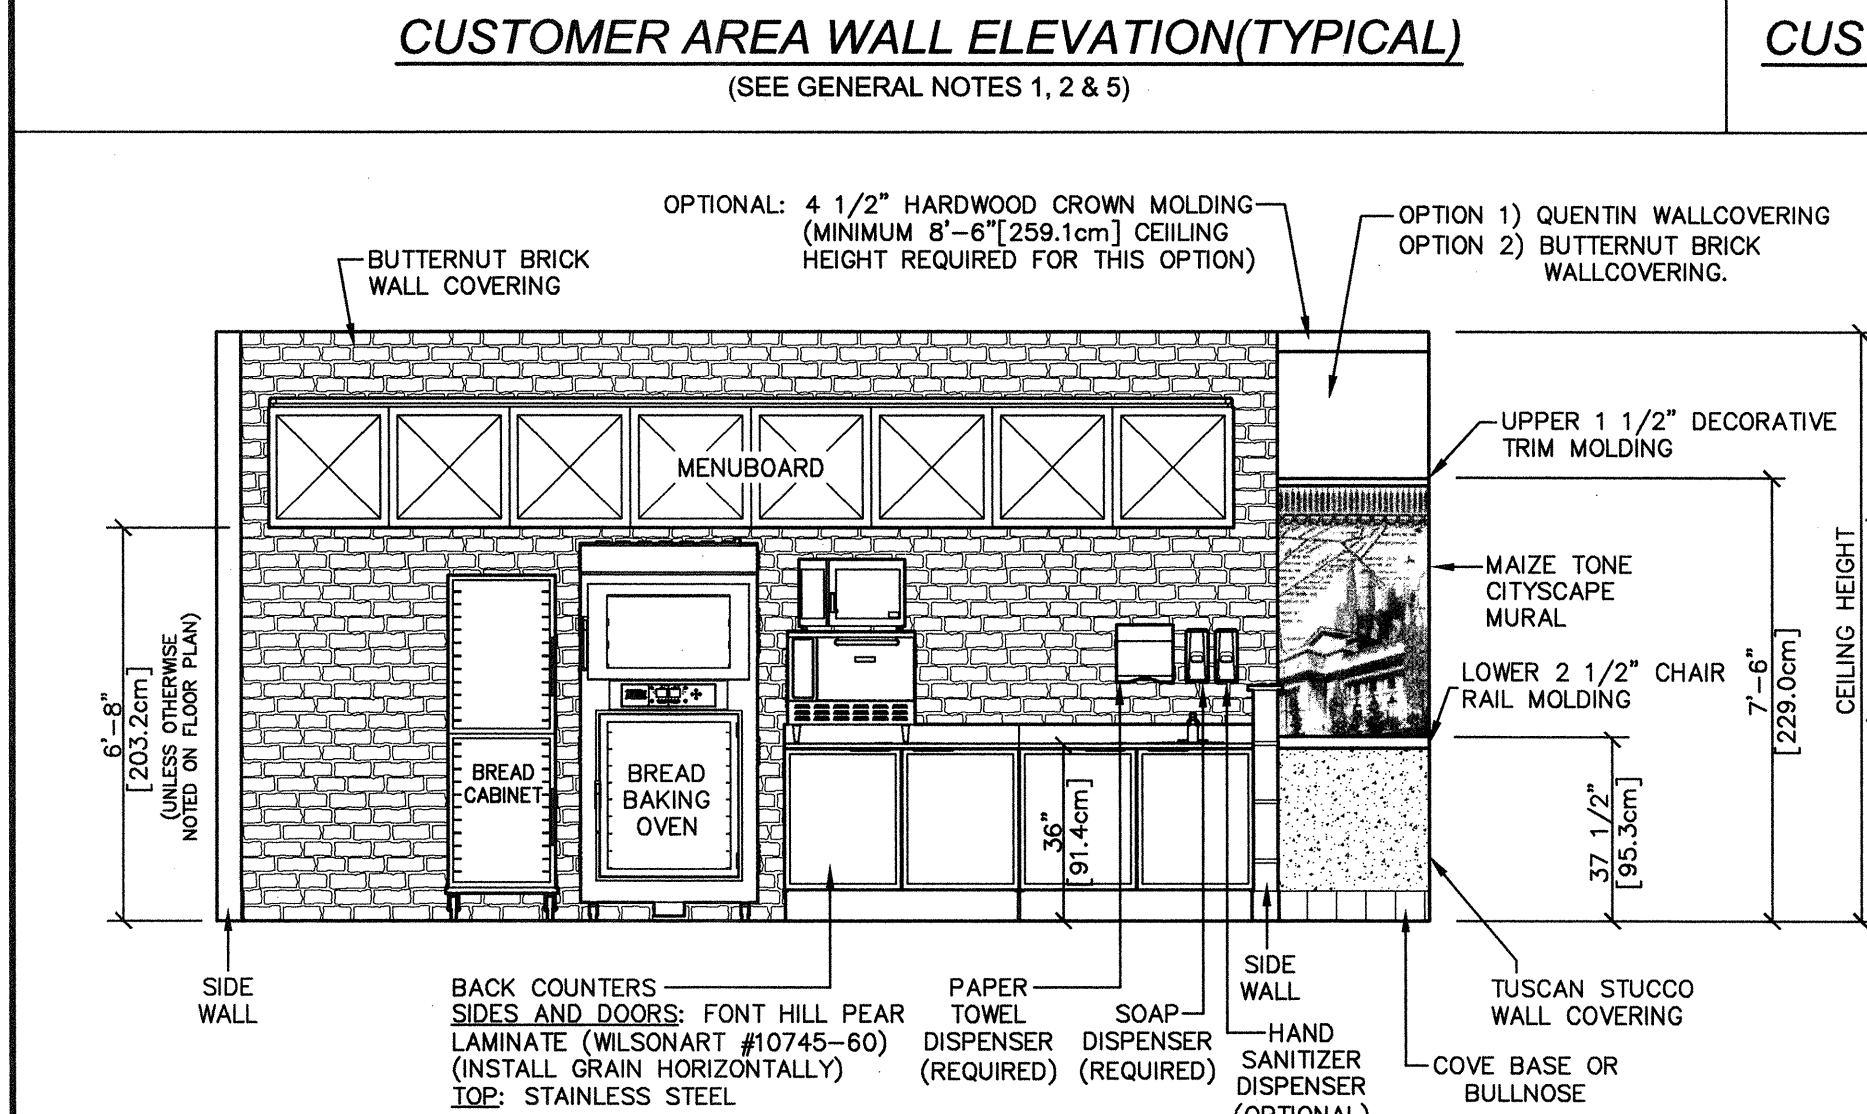 CUSTOMER AREA WALL ELEVATION(TYPICAL)
(SEE GENERAL NOTES 1, 2 & 5)
CUS
OPTIONAL: 4 1/2" HARDWOOD CROWN MOLDING
(MINIMUM 8'-6"[259.1cm] CEIILING
HEIGHT REQUIRED FOR THIS OPTION)
OPTION 1) QUENTIN WALLCOVERING
OPTION 2) BUTTERNUT BRICK
WALLCOVERING.
BUTTERNUT BRICK
WALL COVERING
UPPER 1 1/2" DECORATIVE
TRIM MOLDING
MENUBOARD
MAIZE TONE
CITYSCAPE
MURAL
LOWER 2 1/2" CHAIR
RAIL MOLDING
6'-8"
[203.2cm]
(UNLESS OTHERWISE
NOTED ON FLOOR PLAN)
BREAD
CABINET
BREAD
BAKING
OVEN
36"
[91.4cm]
37 1/2"
[95.3cm]
7'-6"
[229.0cm]
CEILING HEIGHT
SIDE
WALL
BACK COUNTERS
SIDES AND DOORS: FONT HILL PEAR
LAMINATE (WILSONART #10745-60)
(INSTALL GRAIN HORIZONTALLY)
TOP: STAINLESS STEEL
PAPER
TOWEL
DISPENSER
(REQUIRED)
SOAP
DISPENSER
(REQUIRED)
SIDE
WALL
HAND
SANITIZER
DISPENSER
(OPTIONAL)
TUSCAN STUCCO
WALL COVERING
COVE BASE OR
BULLNOSE